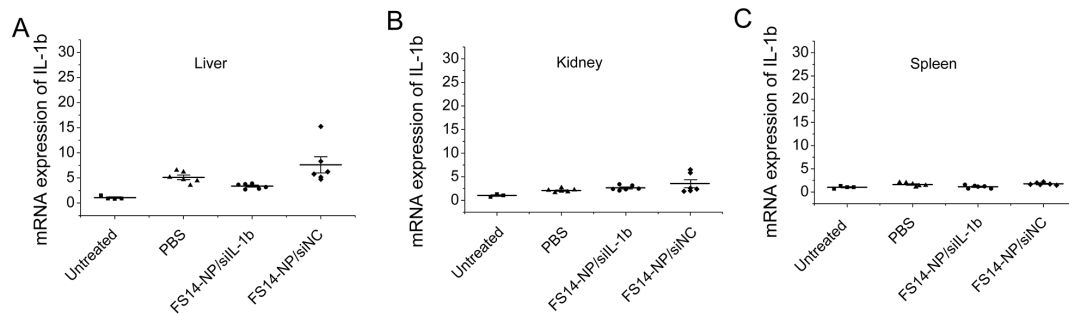 A
mRNA expression of IL-1b
30
25
20
15
10
5
0
Liver
Untreated
PBS
FS14-NP/siIL-1b
FS14-NP/siNC
B
mRNA expression of IL-1b
30
25
20
15
10
5
0
Kidney
Untreated
PBS
FS14-NP/siIL-1b
FS14-NP/siNC
C
mRNA expression of IL-1b
30
25
20
15
10
5
0
Spleen
Untreated
PBS
FS14-NP/siIL-1b
FS14-NP/siNC